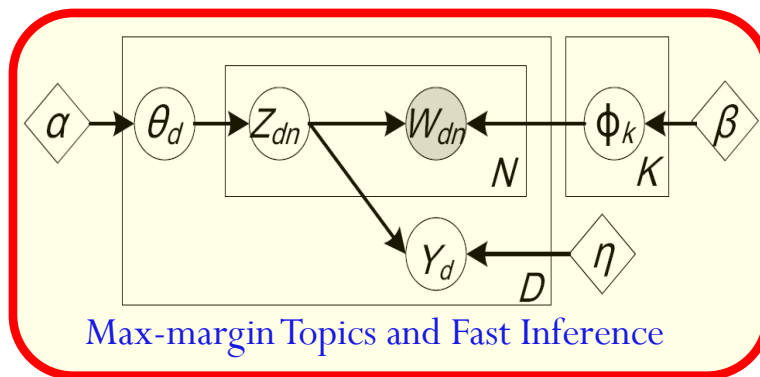 α θd Zdn Wdn ϕk β
N K
Yd η
D
Max-margin Topics and Fast Inference